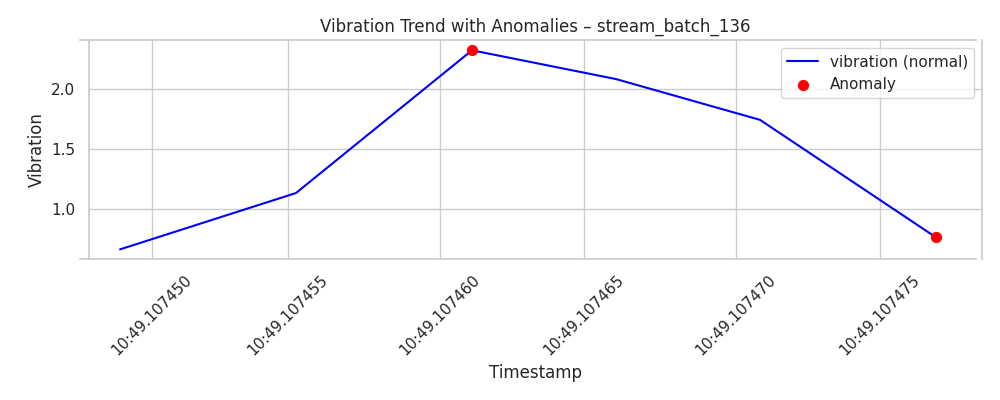 Vibration Trend with Anomalies – stream_batch_136
vibration (normal)
Anomaly
Vibration
2.0
1.5
1.0
10:49.107450
10:49.107455
10:49.107460
10:49.107465
10:49.107470
10:49.107475
Timestamp